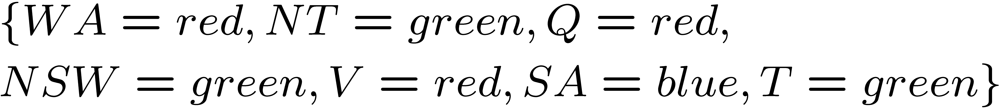 {WA = red, NT = green, Q = red,
NSW = green, V = red, SA = blue, T = green}